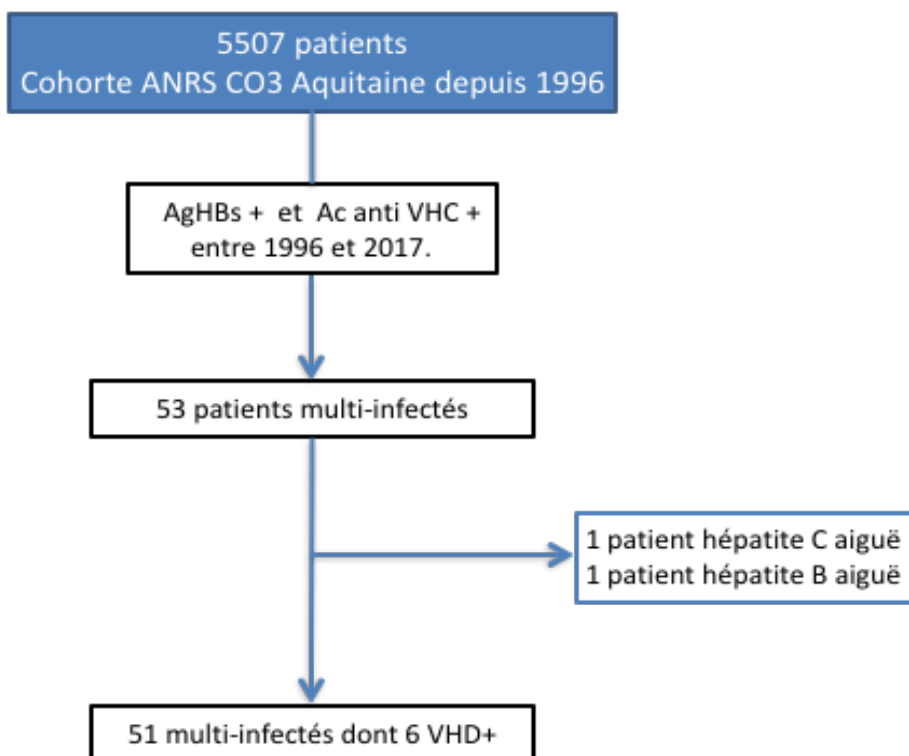 5507 patients
Cohorte ANRS CO3 Aquitaine depuis 1996
AgHBs + et Ac anti VHC +
entre 1996 et 2017.
53 patients multi-infectés
1 patient hépatite C aiguë
1 patient hépatite B aiguë
51 multi-infectés dont 6 VHD+